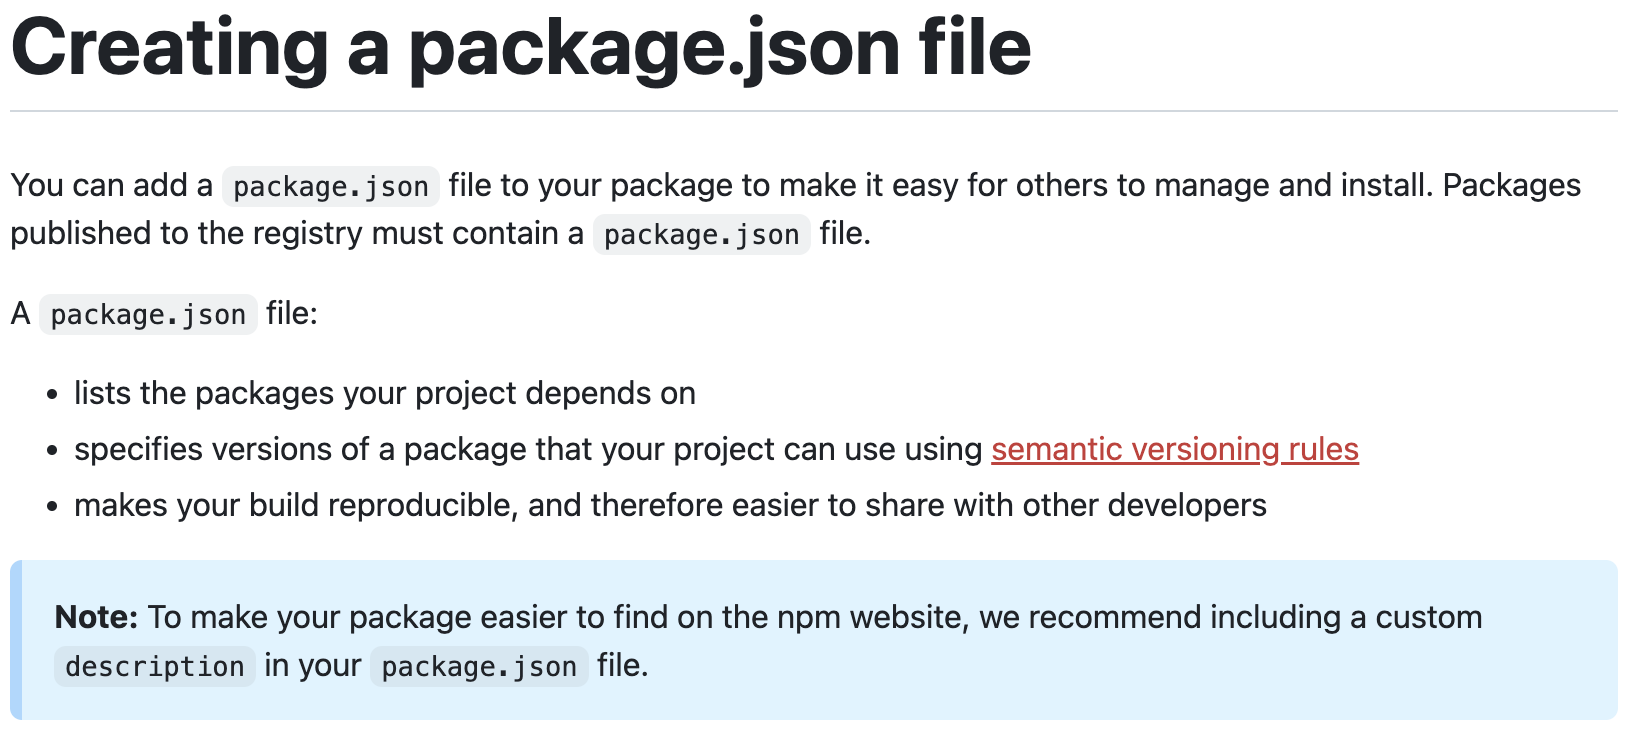 Creating a package.json file
You can add a package.json file to your package to make it easy for others to manage and install. Packages
published to the registry must contain a package.json file.
A package.json file:
• lists the packages your project depends on
• specifies versions of a package that your project can use using semantic versioning rules
• makes your build reproducible, and therefore easier to share with other developers
Note: To make your package easier to find on the npm website, we recommend including a custom
description in your package.json file.